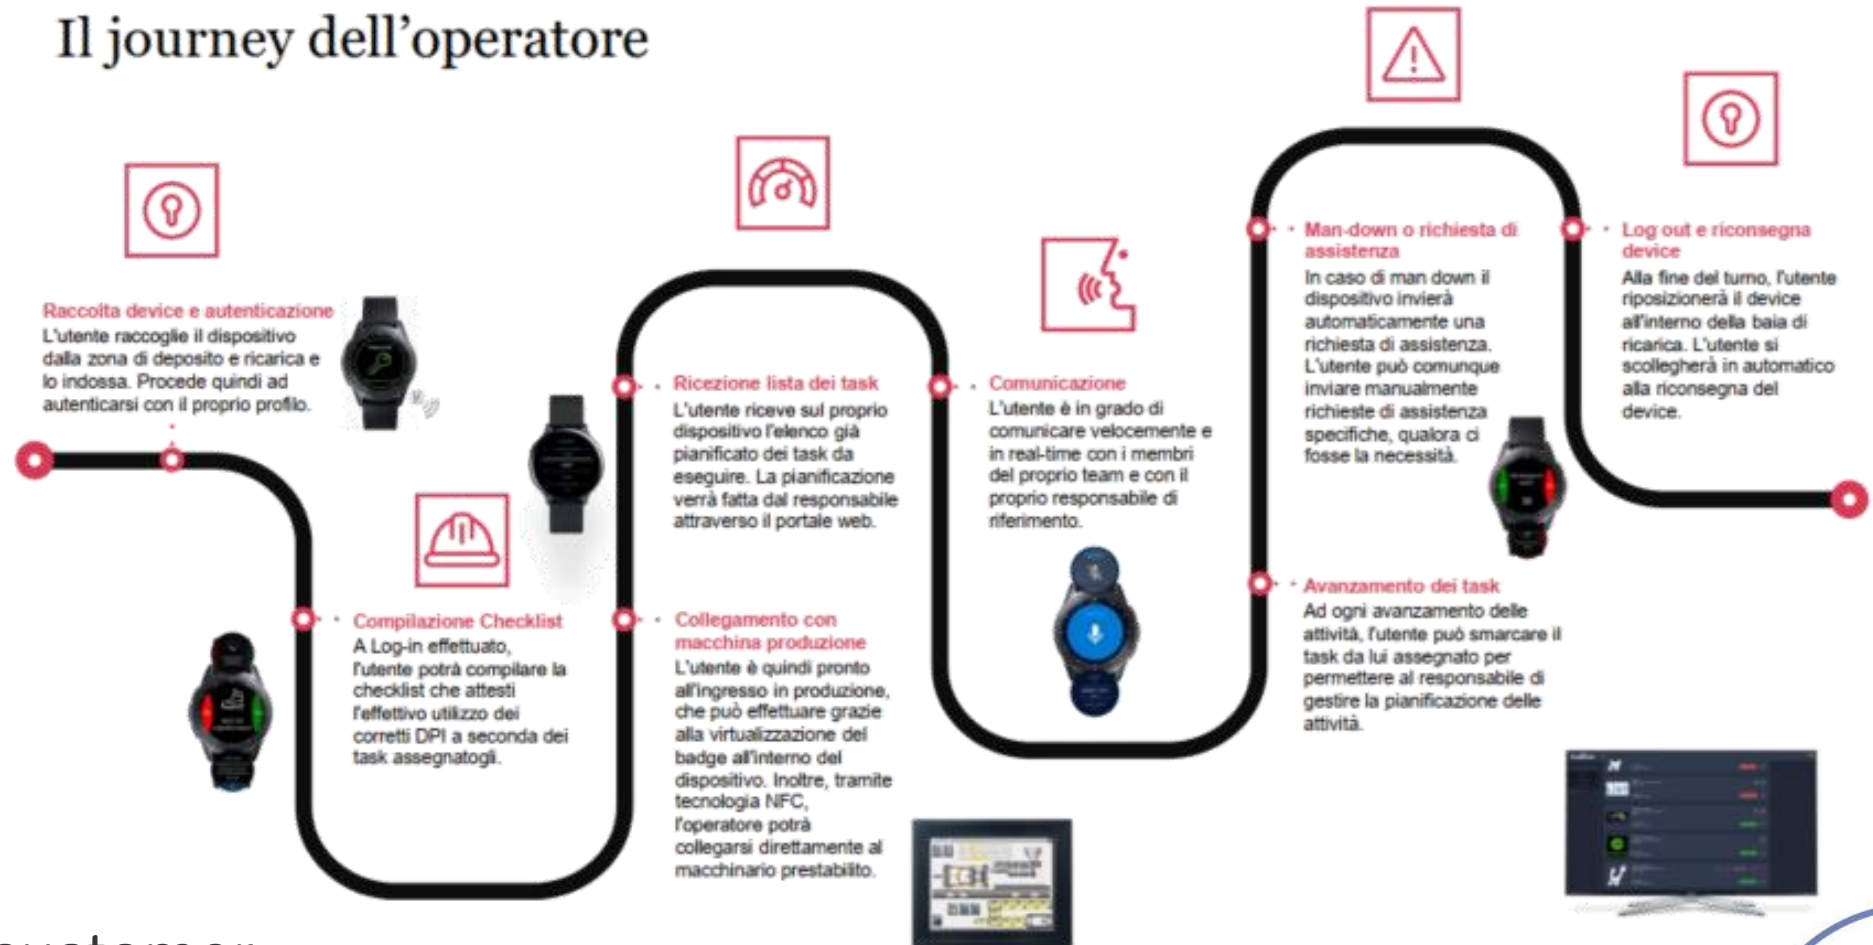 Il journey dell'operatore
Raccolta device e autenticazione
L'utente raccoglie il dispositivo
dalla zona di deposito e ricarica e
lo indossa. Procede quindi ad
autenticarsi con il proprio profilo.
Compilazione Checklist
A Log-in effettuato,
l'utente potrà compilare la
checklist che attesti
l'effettivo utilizzo dei
corretti DPI a seconda dei
task assegnatogli.
Collegamento con
macchina produzione
L'utente è quindi pronto
all'ingresso in produzione,
che può effettuare grazie
alla virtualizzazione del
badge all'interno del
dispositivo. Inoltre, tramite
tecnologia NFC,
l'operatore potrà
collegarsi direttamente al
macchinario prestabilito.
Ricezione lista dei task
L'utente riceve sul proprio
dispositivo l'elenco già
pianificato dei task da
eseguire. La pianificazione
verrà fatta dal responsabile
attraverso il portale web.
Comunicazione
L'utente è in grado di
comunicare velocemente e
in real-time con i membri
del proprio team e con il
proprio responsabile di
riferimento.
Avanzamento dei task
Ad ogni avanzamento delle
attività, l'utente può smarcare il
task da lui assegnato per
permettere al responsabile di
gestire la pianificazione delle
attività.
Man-down o richiesta di
assistenza
In caso di man down il
dispositivo invierà
automaticamente una
richiesta di assistenza.
L'utente può comunque
inviare manualmente
richieste di assistenza
specifiche, qualora ci
fosse la necessità.
Log out e riconsegna
device
Alla fine del turno, l'utente
riposizionerà il device
all'interno della baia di
ricarica. L'utente si
scollegherà in automatico
alla riconsegna del
device.